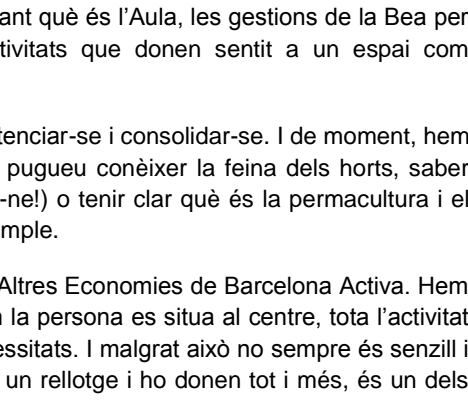 ant què és l’Aula, les gestions de la Bea per
tivitats que donen sentit a un espai com
tenciar-se i consolidar-se. I de moment, hem
pugueu conèixer la feina dels horts, saber
-ne!) o tenir clar què és la permacultura i el
mple.
Altres Economies de Barcelona Activa. Hem
la persona es situa al centre, tota l’activitat
essitats. I malgrat això no sempre és senzill i
un rellotge i ho donen tot i més, és un dels